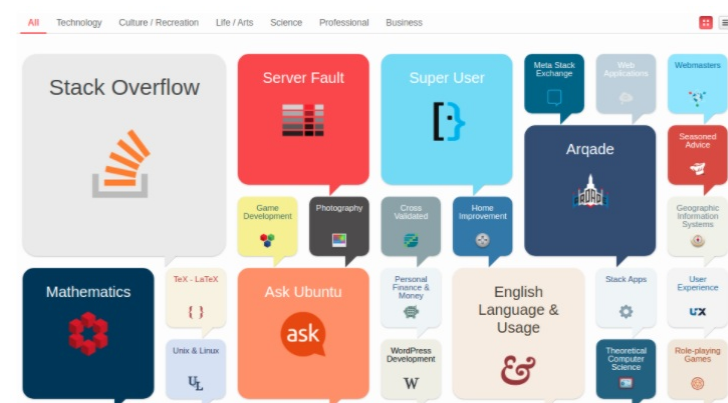 All Technology Culture / Recreation Life / Arts Science Professional Business
Stack Overflow
Server Fault
Super User
Meta Stack
Exchange
Web
Applications
Webmasters
Arqade
Seasoned
Advice
Game
Development
Photography
Cross
Validated
Home
Improvement
Geographic
Information
Systems
Mathematics
TeX - LaTeX
{ }
Ask Ubuntu
ask
Personal
Finance &
Money
English
Language &
Usage
&
Stack Apps
User
Experience
UX
Unix & Linux
UL
WordPress
Development
W
Theoretical
Computer
Science
Role-playing
Games